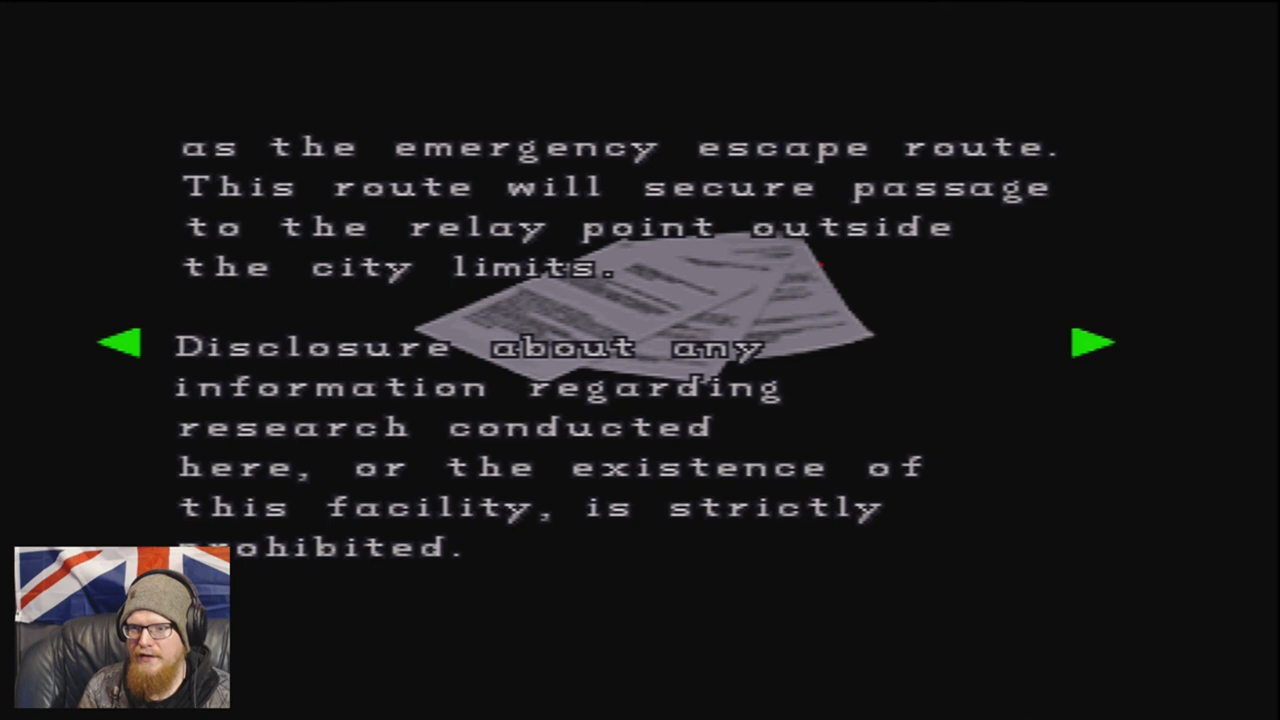 as the emergency escape route.
This route will secure passage
to the relay point outside
the city limits.
Disclosure about any
information regarding
research conducted
here, or the existence of
this facility, is strictly
prohibited.